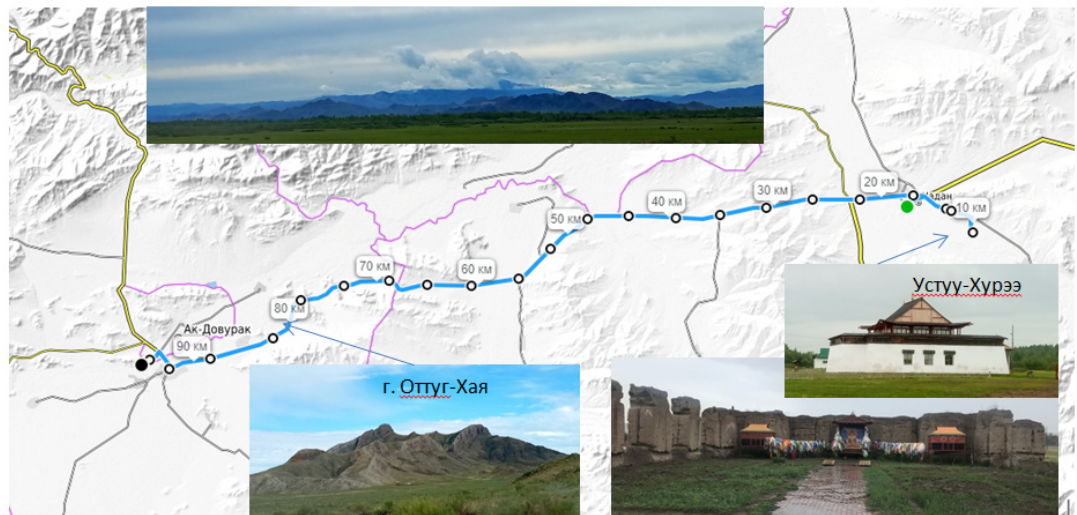 30 км
20 км
Чадан
10 км
40 км
50 км
70 км
60 км
80 км
Ак-Довурак
90 км
Устуу-Хурээ
г. Оттуг-Хая